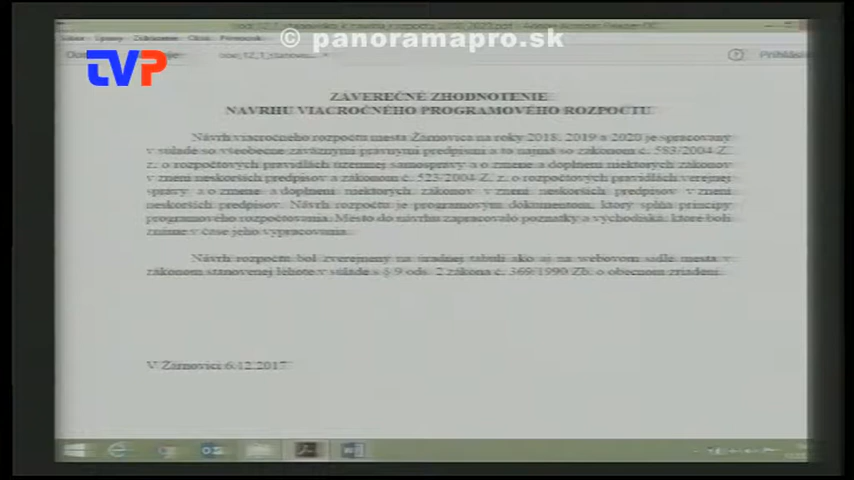 © panoramapro.sk
TVP
ZÁVEREČNÉ ZHODNOTENIE
NÁVRHU VIACROČNÉHO PROGRAMOVÉHO ROZPOČTU
Návrh viacročného rozpočtu mesta Žarnovica na roky 2018, 2019 a 2020 je spracovaný
v súlade so všeobecne záväznými právnymi predpismi a to najmä so zákonom č. 583/2004 Z.
z. o rozpočtových pravidlách územnej samosprávy a o zmene a doplnení niektorých zákonov
v znení neskorších predpisov a zákonom č. 523/2004 Z. z. o rozpočtových pravidlách verejnej
správy a o zmene a doplnení niektorých zákonov v znení neskorších predpisov v znení
neskorších predpisov. Návrh rozpočtu je programovým dokumentom, ktorý spĺňa princípy
programového rozpočtovania. Mesto do návrhu zapracovalo poznatky a východiská, ktoré boli
známe v čase jeho vypracovania.
Návrh rozpočtu bol zverejnený na úradnej tabuli ako aj na webovom sídle mesta v
zákonom stanovenej lehote v súlade s § 9 ods. 2 zákona č. 369/1990 Zb. o obecnom zriadení.
V Žarnovici 6.12.2017